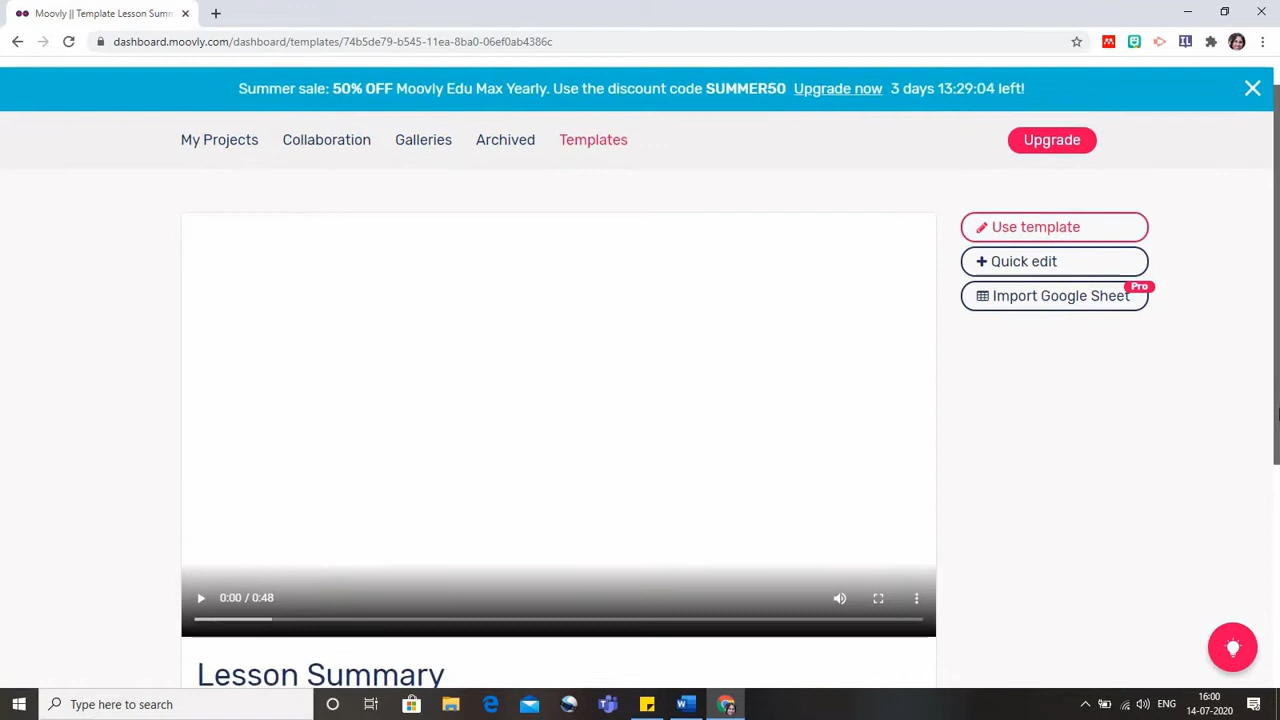 Moovly || Template Lesson Summ
dashboard.moovly.com/dashboard/templates/74b5de79-b545-11ea-8ba0-06ef0ab4386c
Summer sale: 50% OFF Moovly Edu Max Yearly. Use the discount code SUMMER50 Upgrade now 3 days 13:29:04 left!
My Projects Collaboration Galleries Archived Templates Upgrade
Use template
Quick edit
Pro
Import Google Sheet
0:00 / 0:48
Lesson Summary
Type here to search
ENG
16:00
14-07-2020